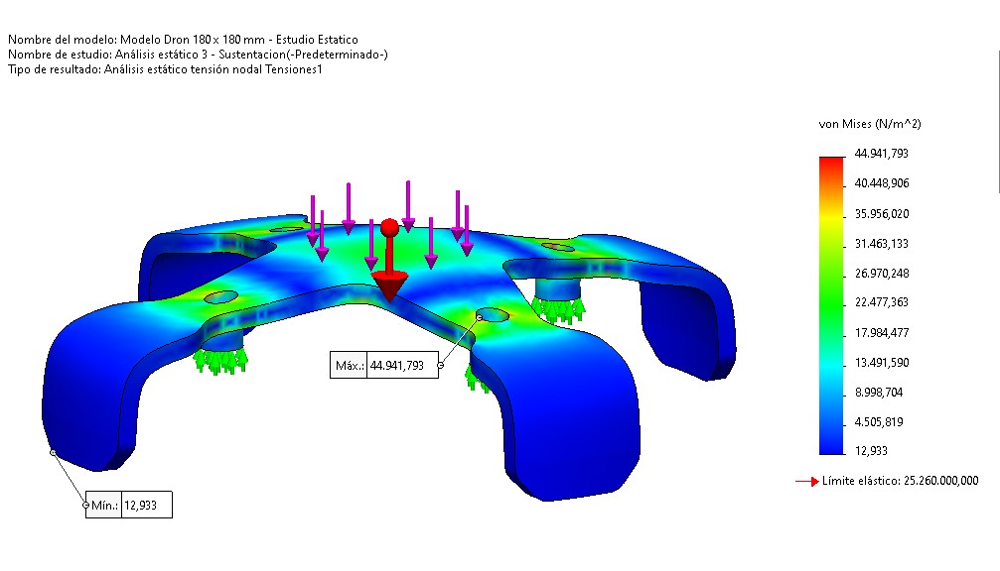 Nombre del modelo: Modelo Dron 180 x 180 mm - Estudio Estatico
Nombre de estudio: Análisis estático 3 - Sustentacion(-Predeterminado-)
Tipo de resultado: Análisis estático tensión nodal Tensiones1
von Mises (N/m^2)
44.941,793
40.448,906
35.956,020
31.463,133
26.970,248
22.477,363
17.984,477
13.491,590
8.998,704
4.505,819
12,933
Límite elástico: 25.260.000,000
Máx.: 44.941,793
Mín.: 12,933